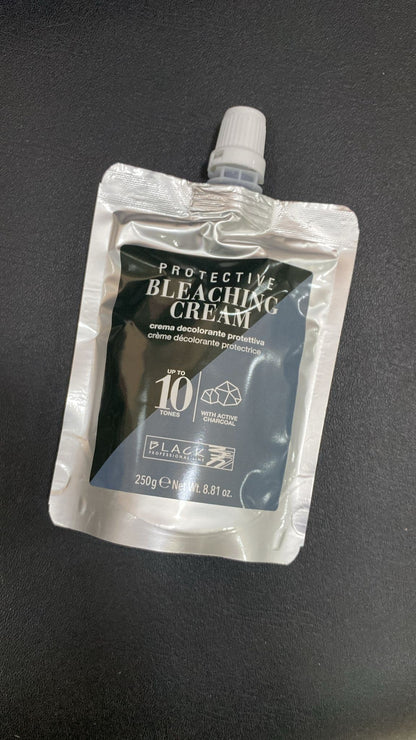 PROTECTIVE
BLEACHING
CREAM
crema decolorante protettiva
crème décolorante protectrice
UP TO
10
TONES
WITH ACTIVE
CHARCOAL
BLACK
PROFESSIONAL LINE
250g ℮ Net Wt. 8.81 oz.